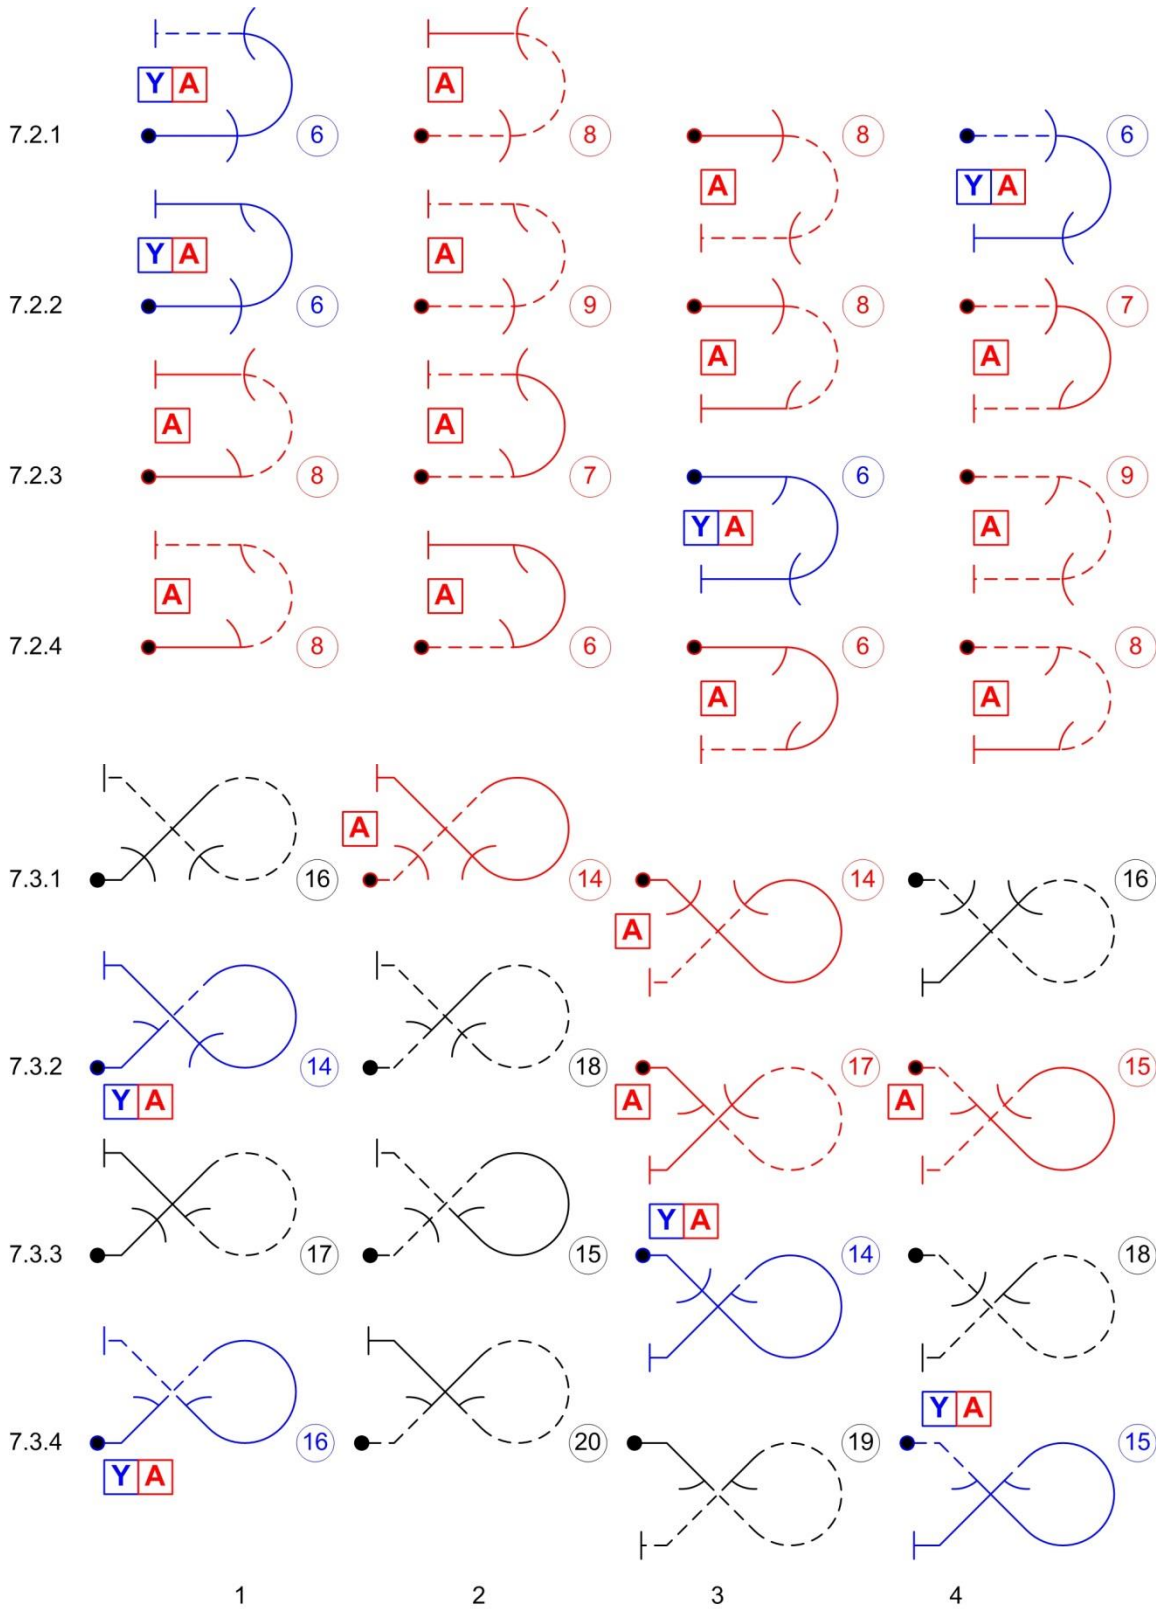 Y A
A
7.2.1 6 8 8 6
A
Y A
Y A
A
7.2.2 6 9 8 7
A
A
A
A
7.2.3 8 7 6 9
Y A
A
A
A
7.2.4 8 6 6 8
A
A
A
7.3.1 16 14 14 16
A
7.3.2 14 18 17 15
Y A
A
A
Y A
7.3.3 17 15 14 18
Y A
7.3.4 16 20 19 15
Y A
1 2 3 4